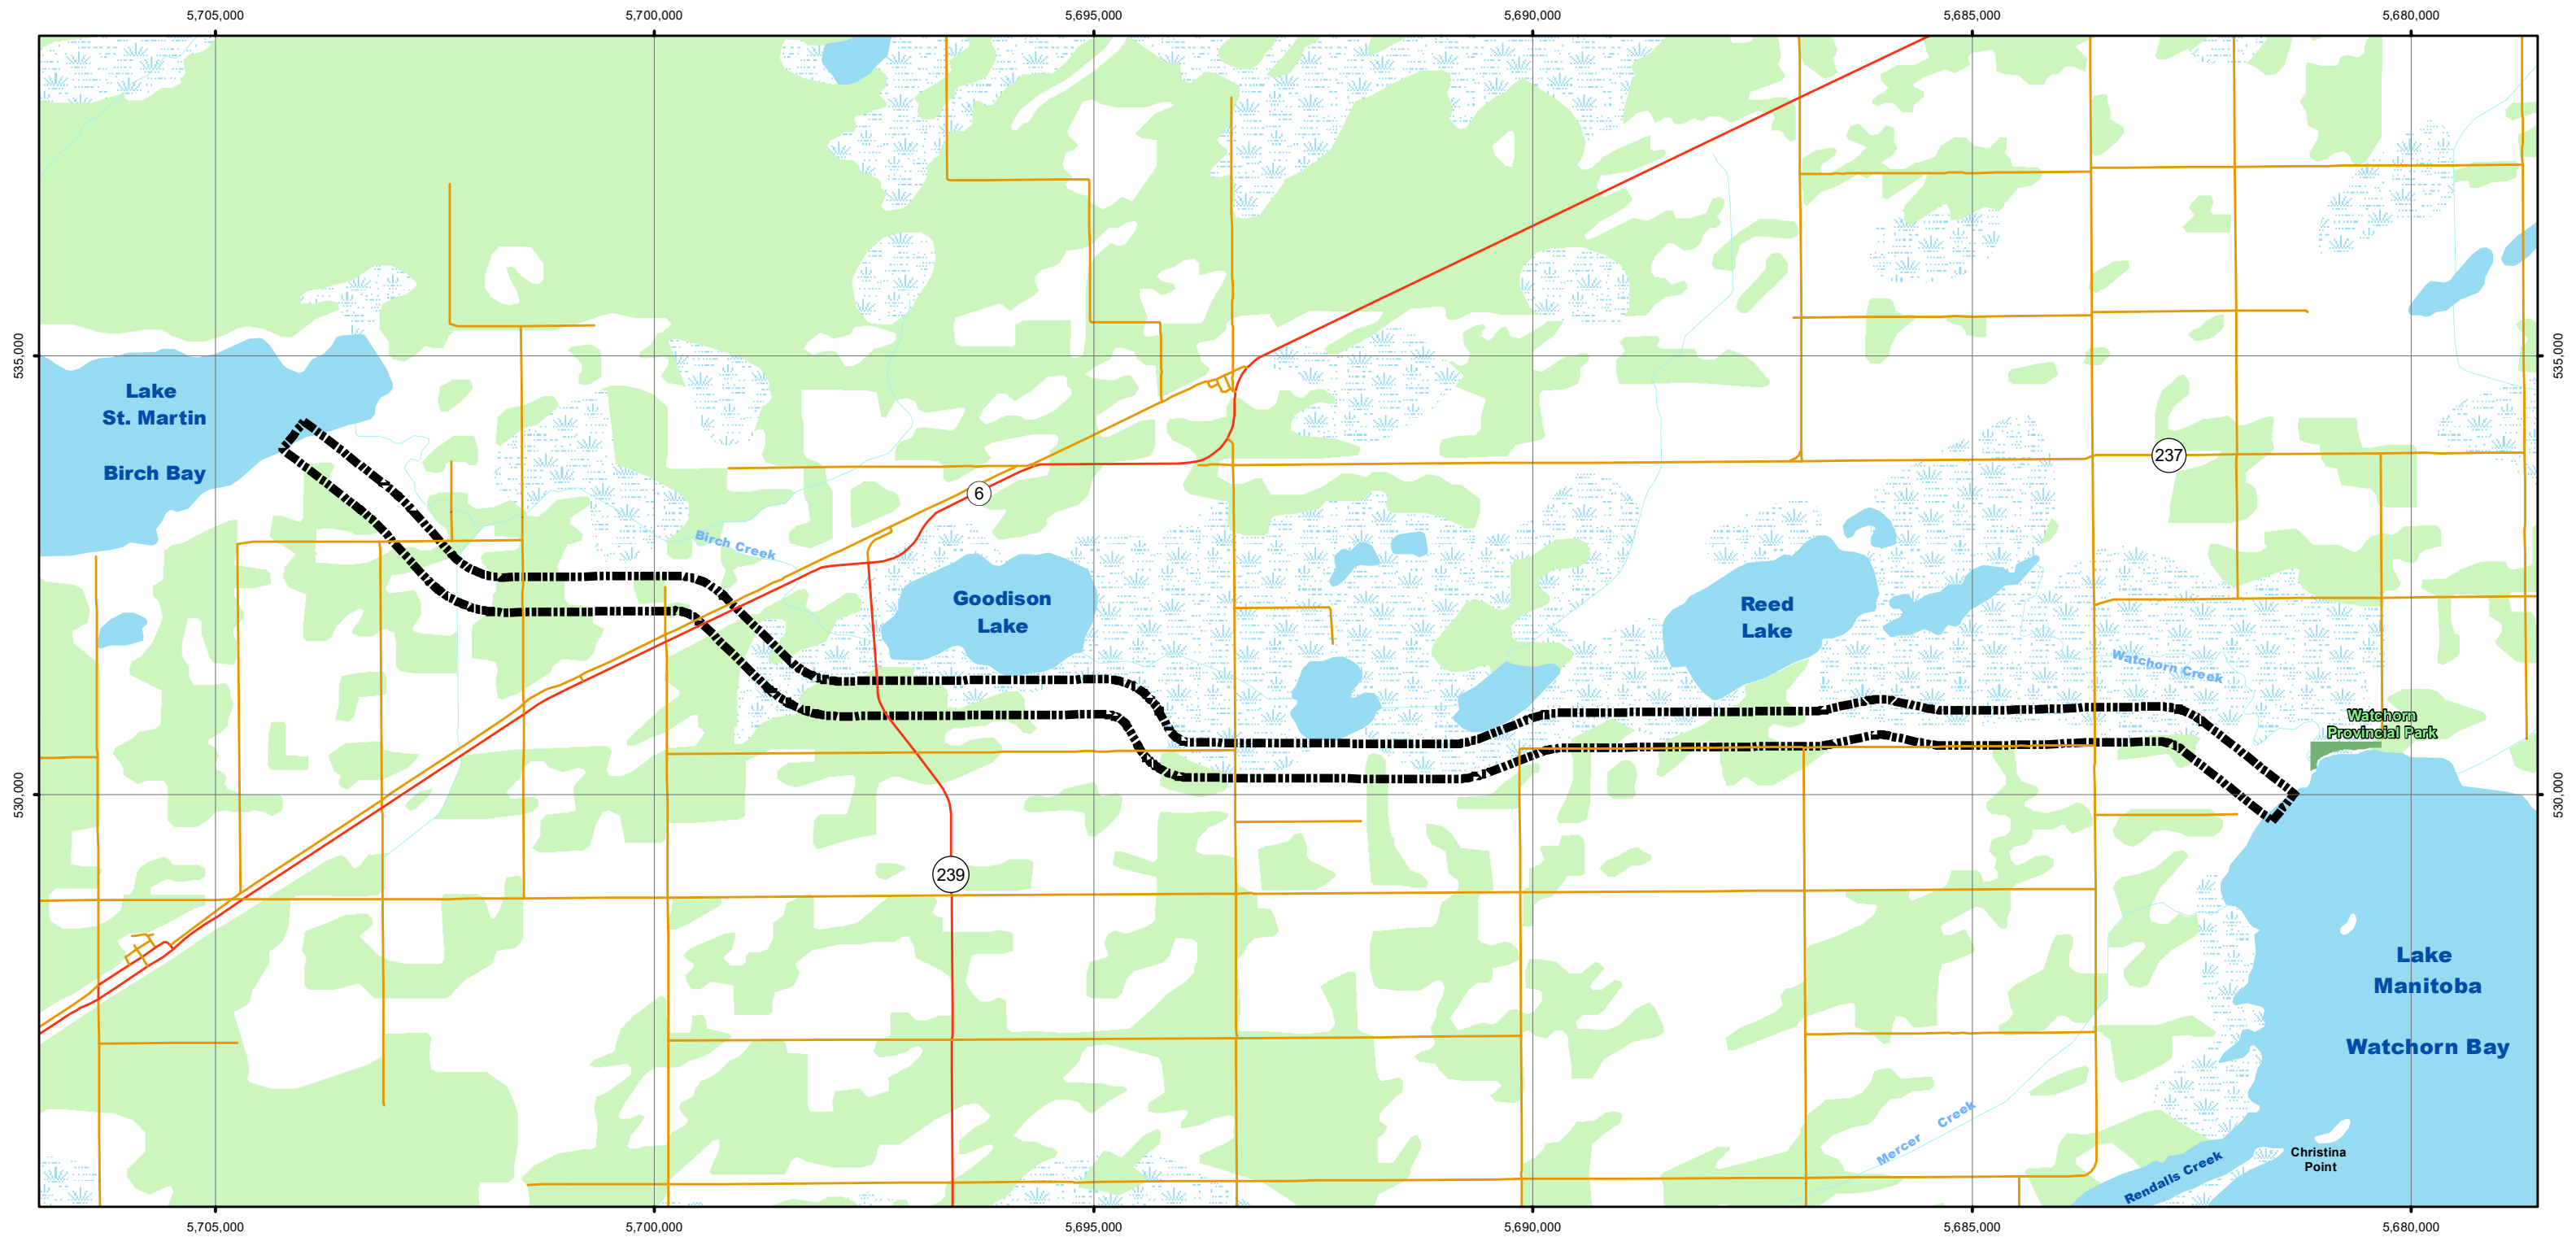 5,705,000
5,700,000
5,695,000
5,690,000
5,685,000
5,680,000
535,000
535,000
Lake
St. Martin
Birch Bay
237
6
Birch Creek
Goodison
Lake
Reed
Lake
Watchorn Creek
Watchorn
Provincial Park
530,000
530,000
239
Lake
Manitoba
Watchorn Bay
Mercer Creek
Christina
Point
Rendalls Creek
5,705,000
5,700,000
5,695,000
5,690,000
5,685,000
5,680,000